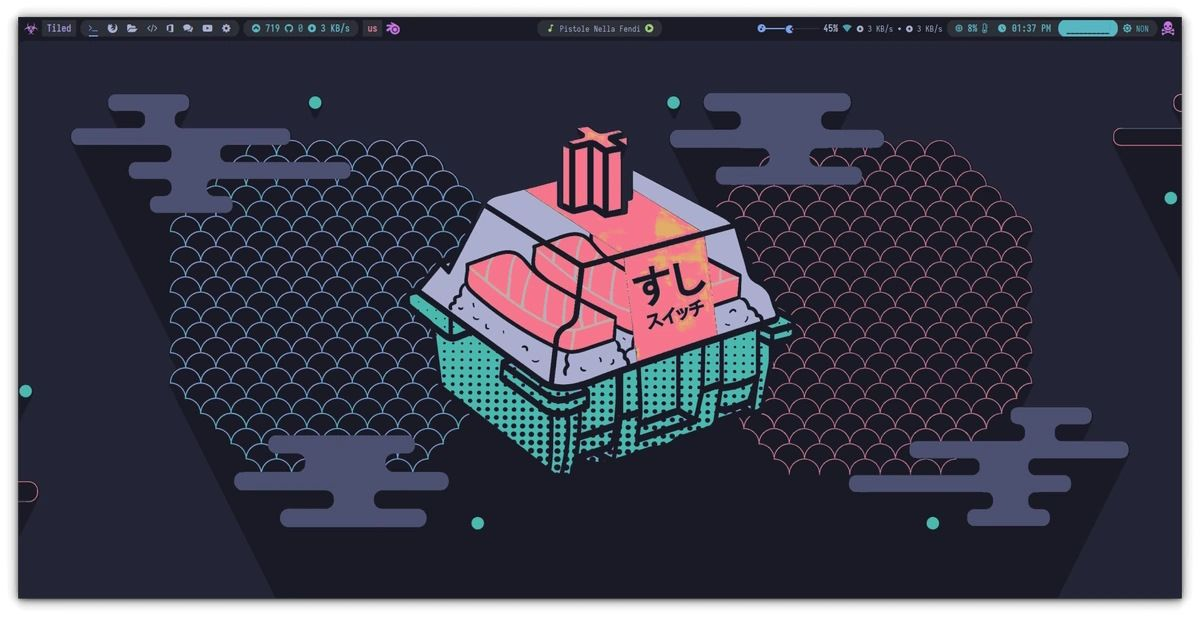 Tiled >_ </> 719 0 3 KB/s us Pistole Nella Fendi 45% 3 KB/s • 3 KB/s 8% 01:37 PM NON
すし
スイッチ